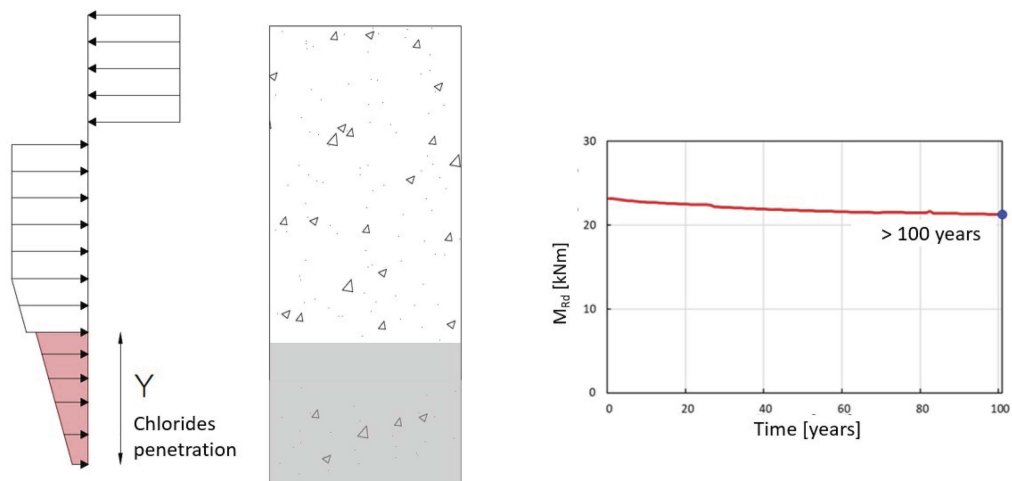 Y
Chlorides
penetration
M_Rd [kNm]
30
20
10
0
> 100 years
0 20 40 60 80 100
Time [years]